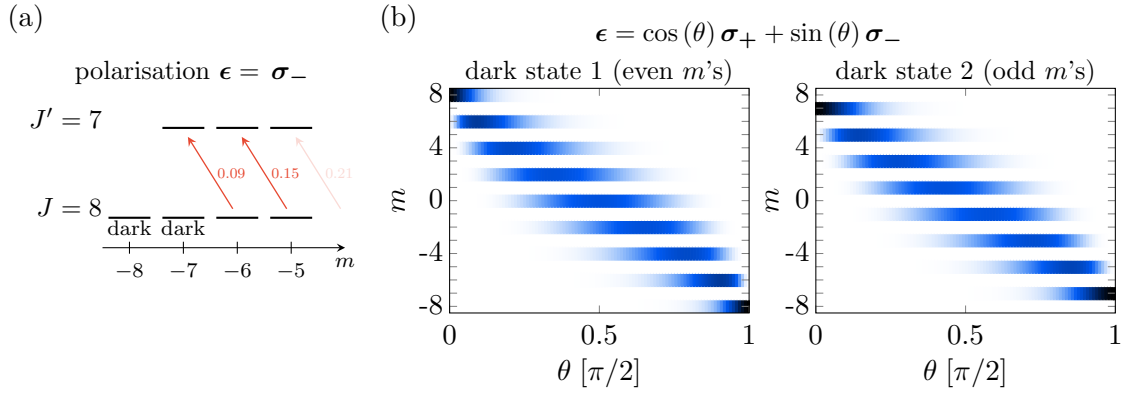 (a)
polarisation ϵ = σ₋
J′ = 7
0.09
0.15
0.21
J = 8
dark
dark
−8
−7
−6
−5
m
(b)
ϵ = cos (θ) σ₊ + sin (θ) σ₋
dark state 1 (even m's)
m
8
4
0
-4
-8
0
0.5
1
θ [π/2]
dark state 2 (odd m's)
m
8
4
0
-4
-8
0
0.5
1
θ [π/2]